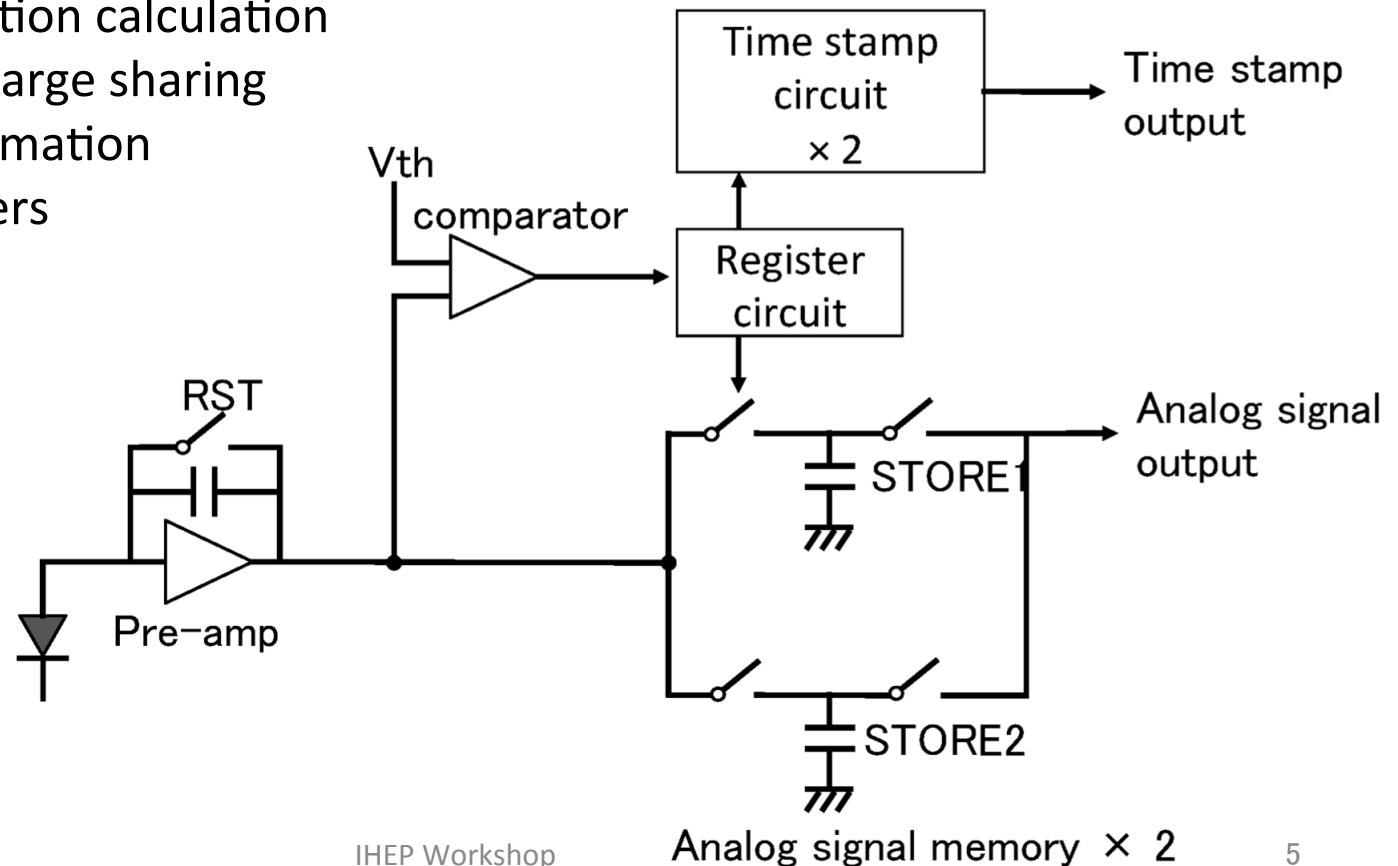 tion calculation
arge sharing
mation
ers
Time stamp
circuit
× 2
Time stamp
output
Vth
comparator
Register
circuit
RST
Analog signal
output
STORE1
Pre-amp
STORE2
IHEP Workshop
Analog signal memory × 2
5